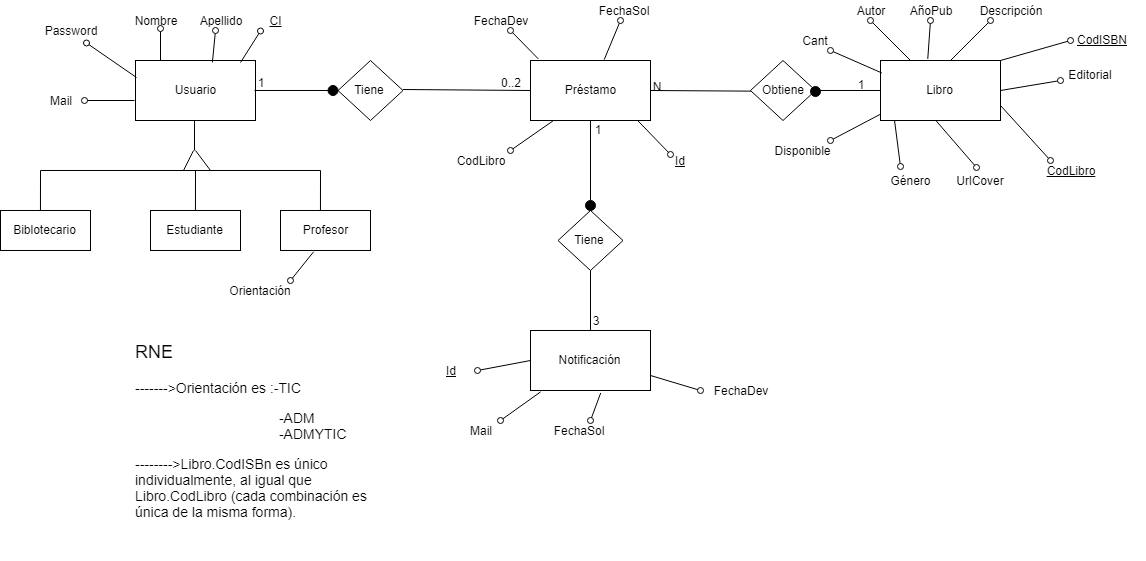 Password
Nombre
Apellido
CI
Mail
Usuario
1
Tiene
0..2
FechaDev
FechaSol
Préstamo
N
CodLibro
1
Id
Obtiene
1
Autor
AñoPub
Descripción
Cant
CodISBN
Editorial
Libro
Disponible
Género
UrlCover
CodLibro
Biblotecario
Estudiante
Profesor
Orientación
Tiene
3
Notificación
Id
Mail
FechaSol
FechaDev
RNE
------->Orientación es :-TIC
-ADM
-ADMYTIC
-------->Libro.CodISBn es único
individualmente, al igual que
Libro.CodLibro (cada combinación es
única de la misma forma).